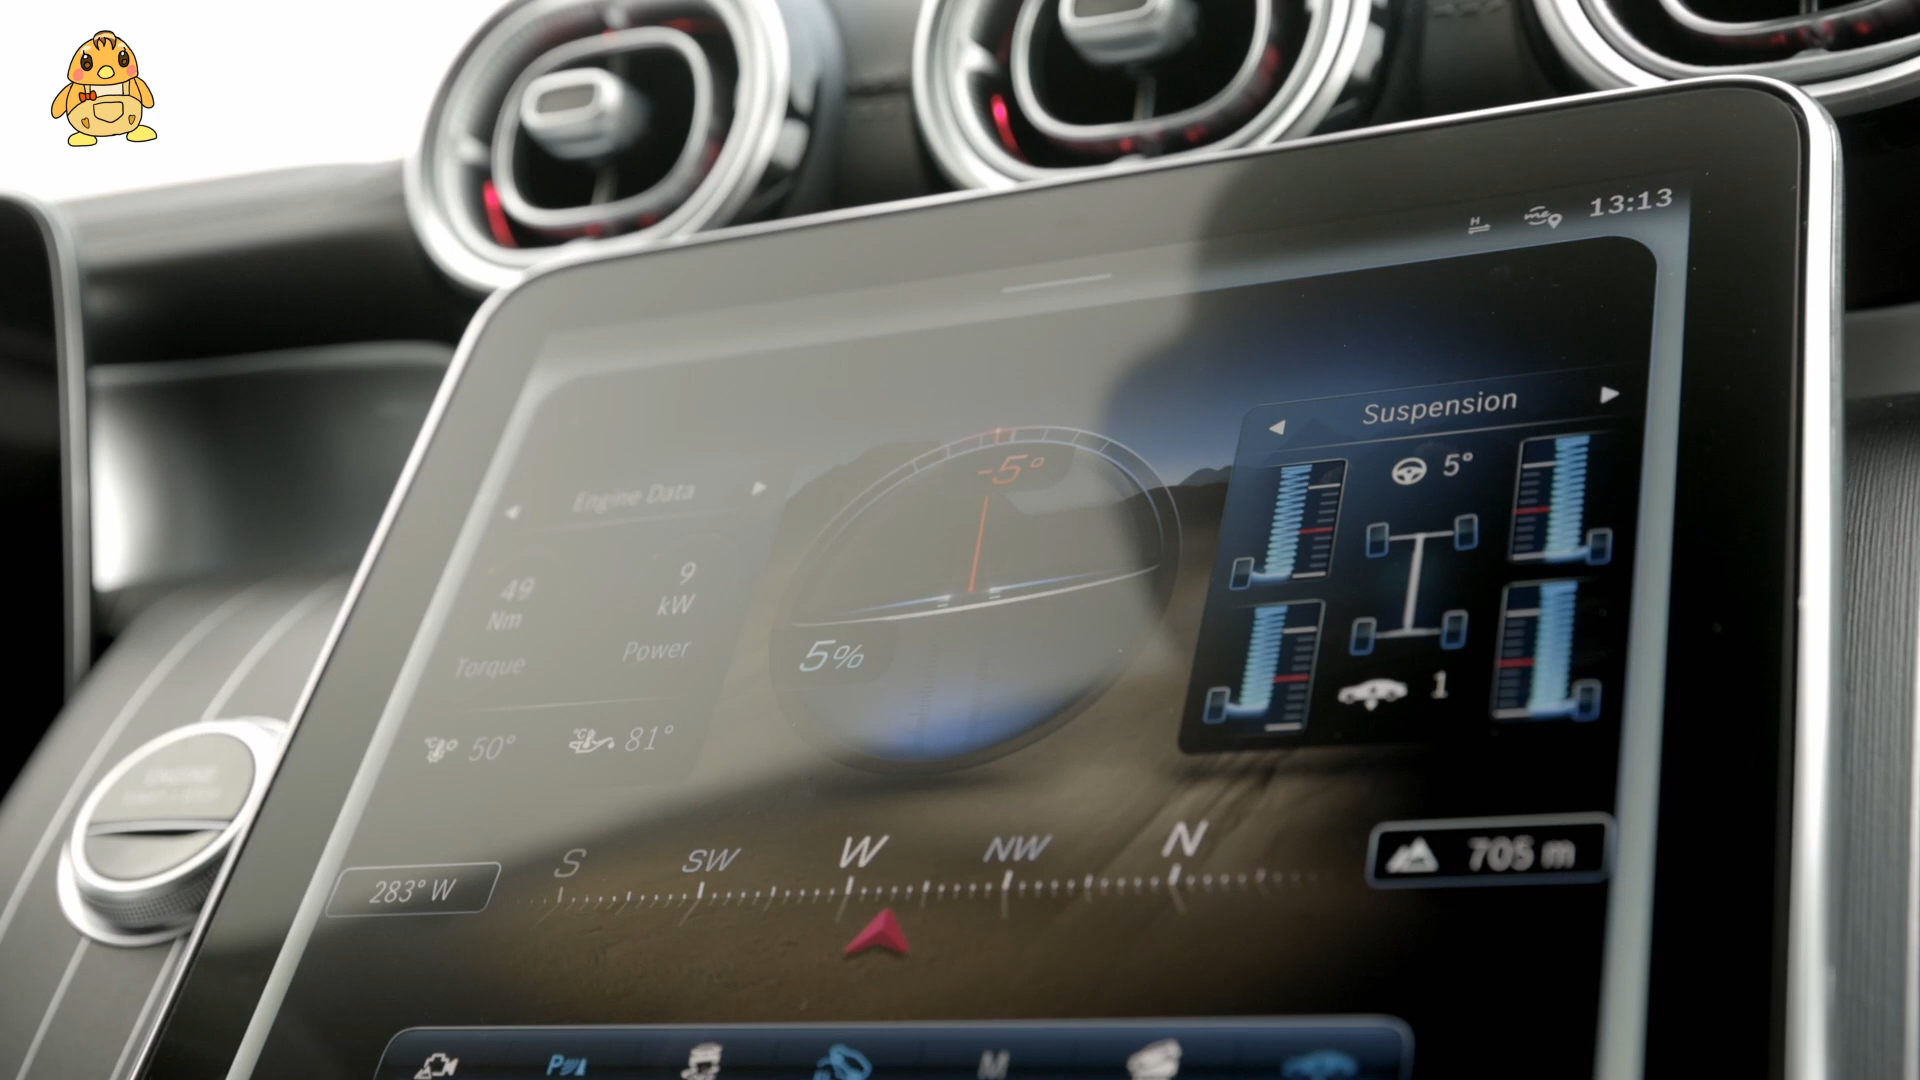 13:13
Suspension
5°
-5°
Engine Data
49
Nm
Torque
9
kW
Power
5%
1
50°
81°
S SW W NW N
283° W
705 m
P
M